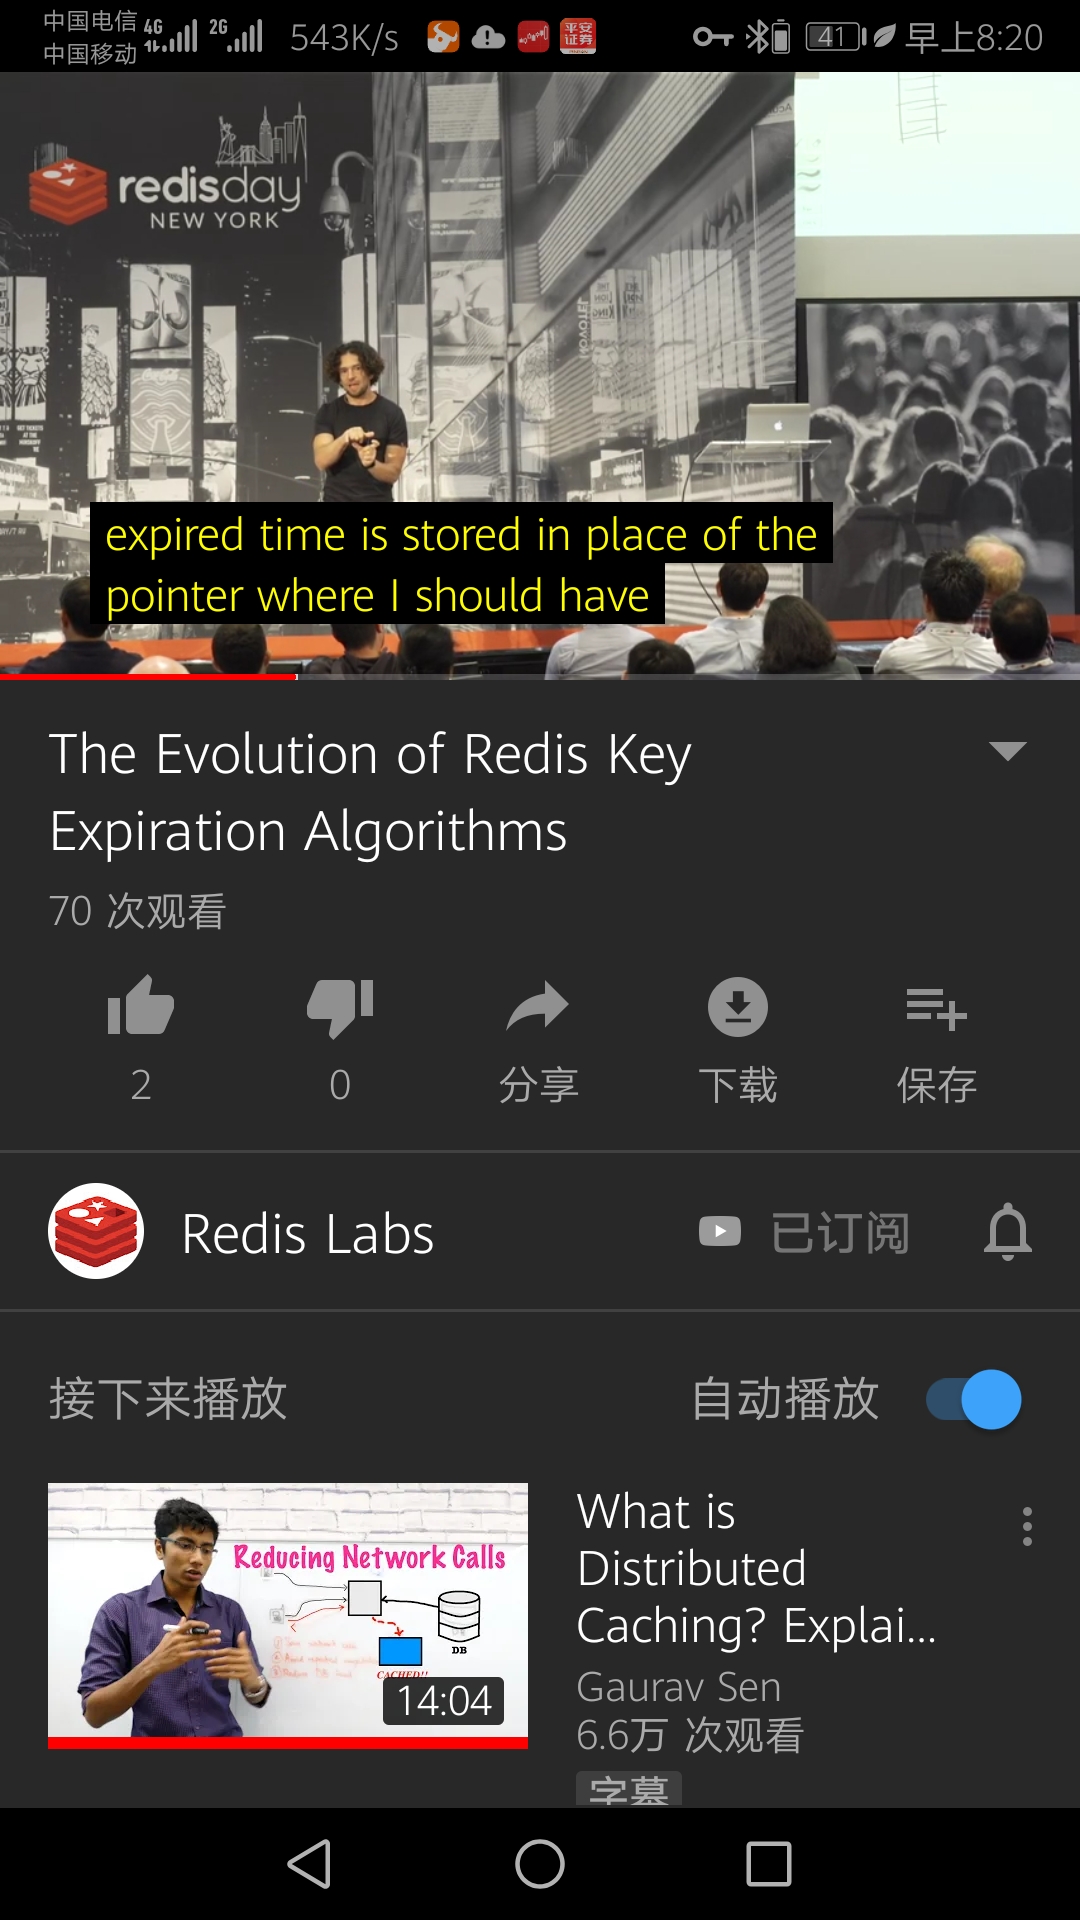 中国电信 4G 2G 543K/s 平安证券 41 早上8:20
中国移动
redisday
NEW YORK
expired time is stored in place of the
pointer where I should have
The Evolution of Redis Key
Expiration Algorithms
70 次观看
2 0 分享 下载 保存
Redis Labs 已订阅
接下来播放 自动播放
Reducing Network Calls
DB
CACHED!!
14:04
What is
Distributed
Caching? Explai...
Gaurav Sen
6.6万 次观看
字幕